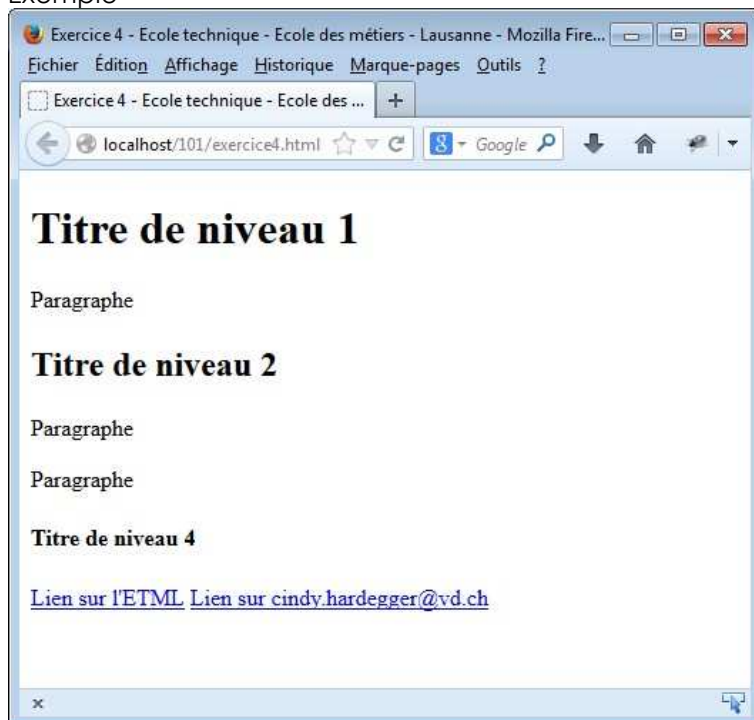 Exemple
Exercice 4 - Ecole technique - Ecole des métiers - Lausanne - Mozilla Fire...
Fichier Édition Affichage Historique Marque-pages Outils ?
Exercice 4 - Ecole technique - Ecole des ... +
localhost/101/exercice4.html Google
Titre de niveau 1
Paragraphe
Titre de niveau 2
Paragraphe
Paragraphe
Titre de niveau 4
Lien sur l'ETML Lien sur cindy.hardegger@vd.ch